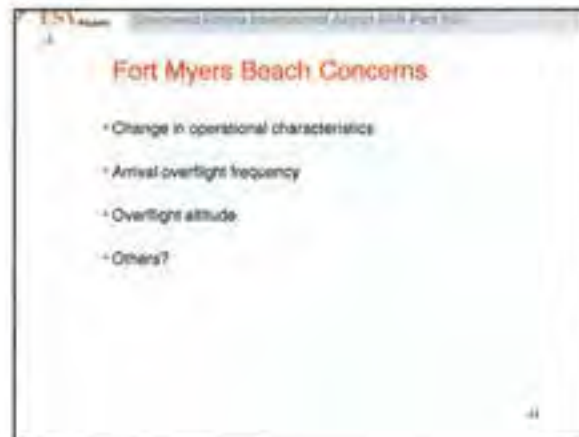 Fort Myers Beach Concerns
• Change in operational characteristics
• Arrival overflight frequency
• Overflight altitude
• Others?